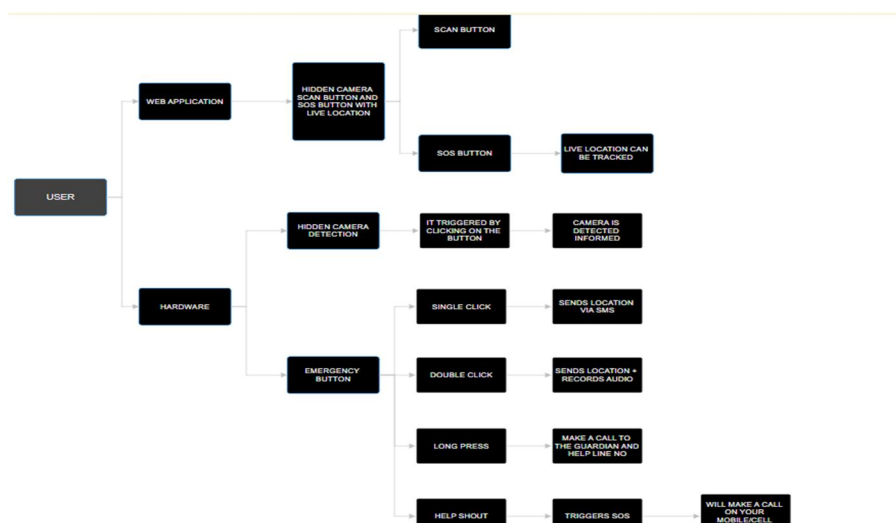 SCAN BUTTON
WEB APPLICATION
HIDDEN CAMERA
SCAN BUTTON AND
SOS BUTTON WITH
LIVE LOCATION
SOS BUTTON
LIVE LOCATION CAN
BE TRACKED
USER
HIDDEN CAMERA
DETECTION
IT TRIGGERED BY
CLICKING ON THE
BUTTON
CAMERA IS
DETECTED
INFORMED
HARDWARE
SINGLE CLICK
SENDS LOCATION
VIA SMS
EMERGENCY
BUTTON
DOUBLE CLICK
SENDS LOCATION +
RECORDS AUDIO
LONG PRESS
MAKE A CALL TO
THE GUARDIAN AND
HELP LINE NO
HELP SHOUT
TRIGGERS SOS
WILL MAKE A CALL
ON YOUR
MOBILE/CELL